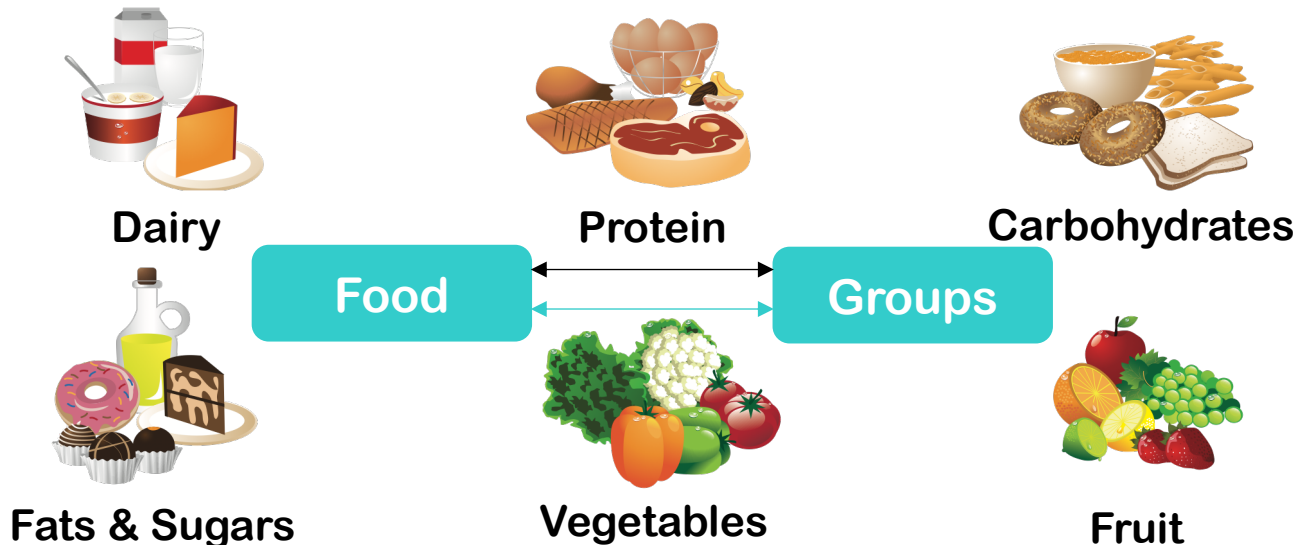 Dairy
Protein
Carbohydrates
Food
Groups
Fats & Sugars
Vegetables
Fruit